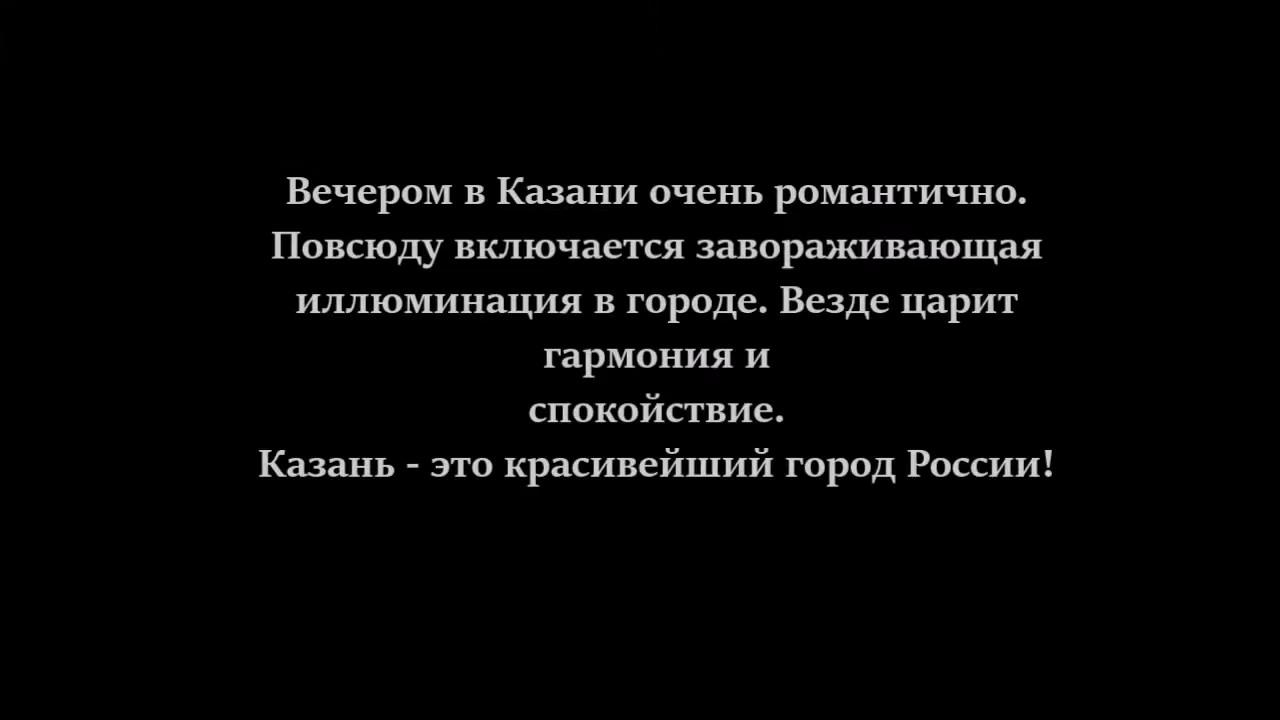 Вечером в Казани очень романтично.
Повсюду включается завораживающая
иллюминация в городе. Везде царит
гармония и
спокойствие.
Казань - это красивейший город России!